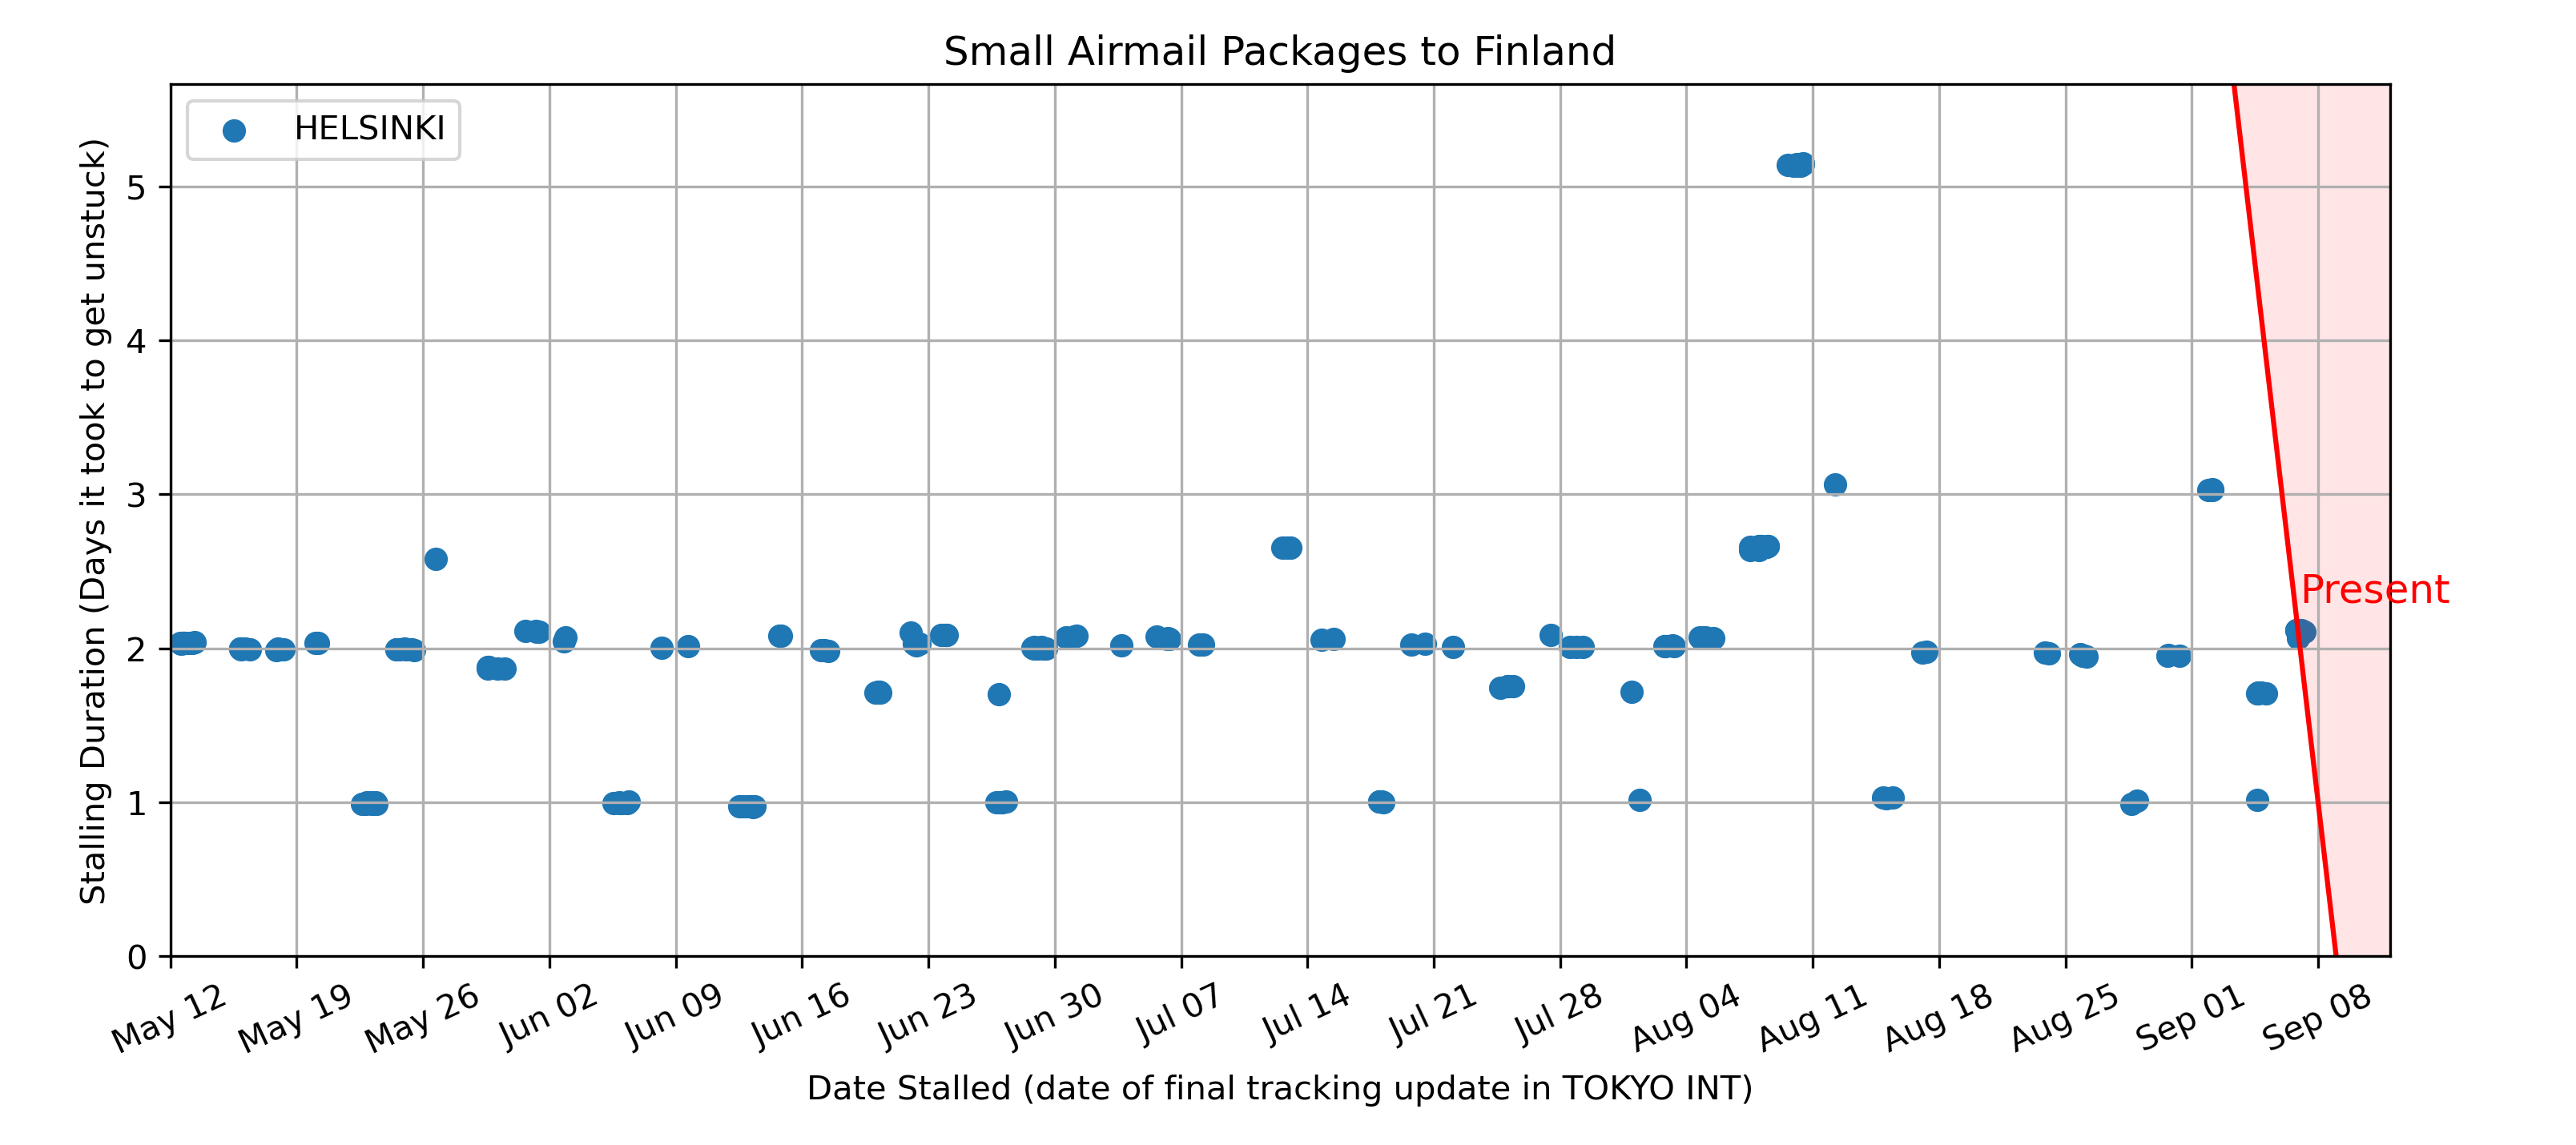 Small Airmail Packages to Finland
HELSINKI
Stalling Duration (Days it took to get unstuck)
5
4
3
2
1
0
Present
May 12
May 19
May 26
Jun 02
Jun 09
Jun 16
Jun 23
Jun 30
Jul 07
Jul 14
Jul 21
Jul 28
Aug 04
Aug 11
Aug 18
Aug 25
Sep 01
Sep 08
Date Stalled (date of final tracking update in TOKYO INT)